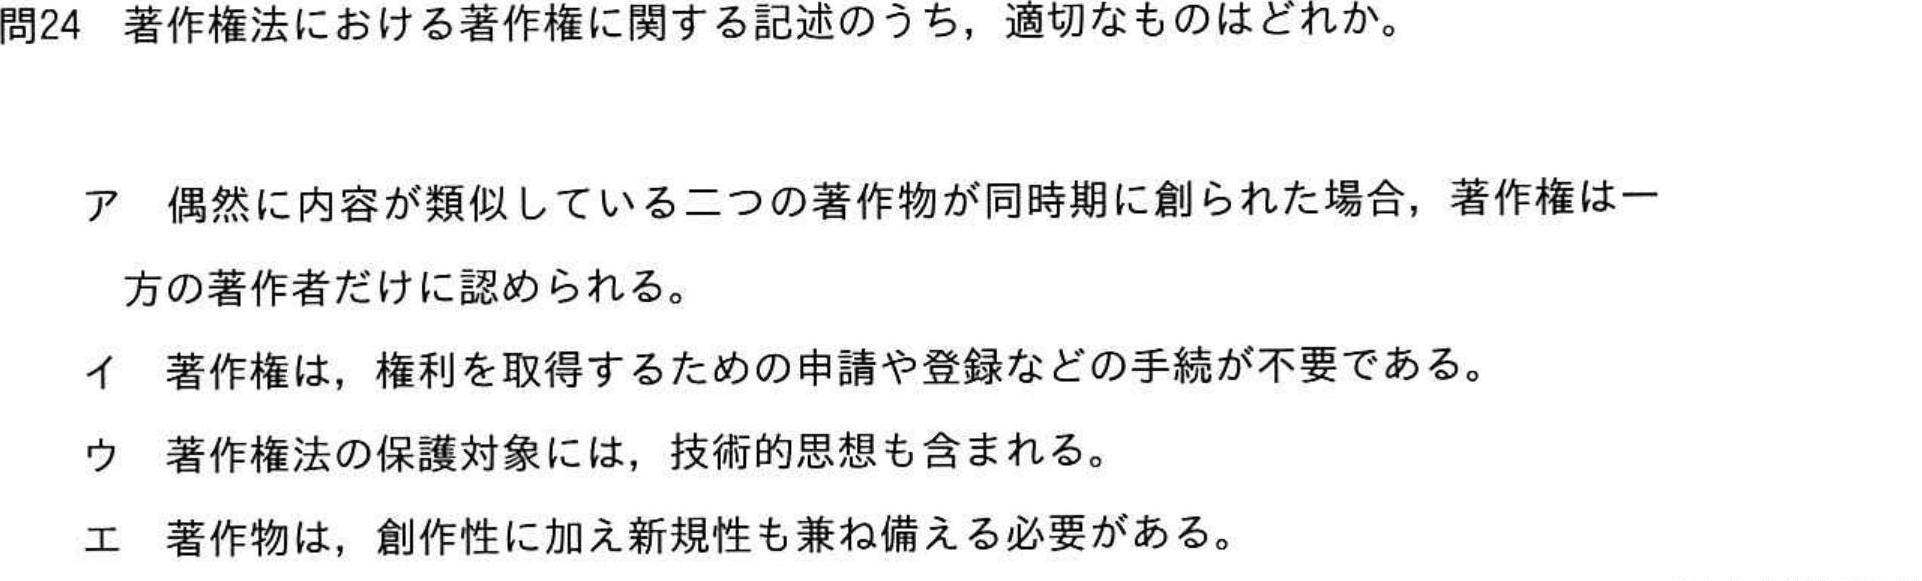 問24 著作権法における著作権に関する記述のうち，適切なものはどれか。
ア 偶然に内容が類似している二つの著作物が同時期に創られた場合，著作権は一
方の著作者だけに認められる。
イ 著作権は，権利を取得するための申請や登録などの手続が不要である。
ウ 著作権法の保護対象には，技術的思想も含まれる。
エ 著作物は，創作性に加え新規性も兼ね備える必要がある。